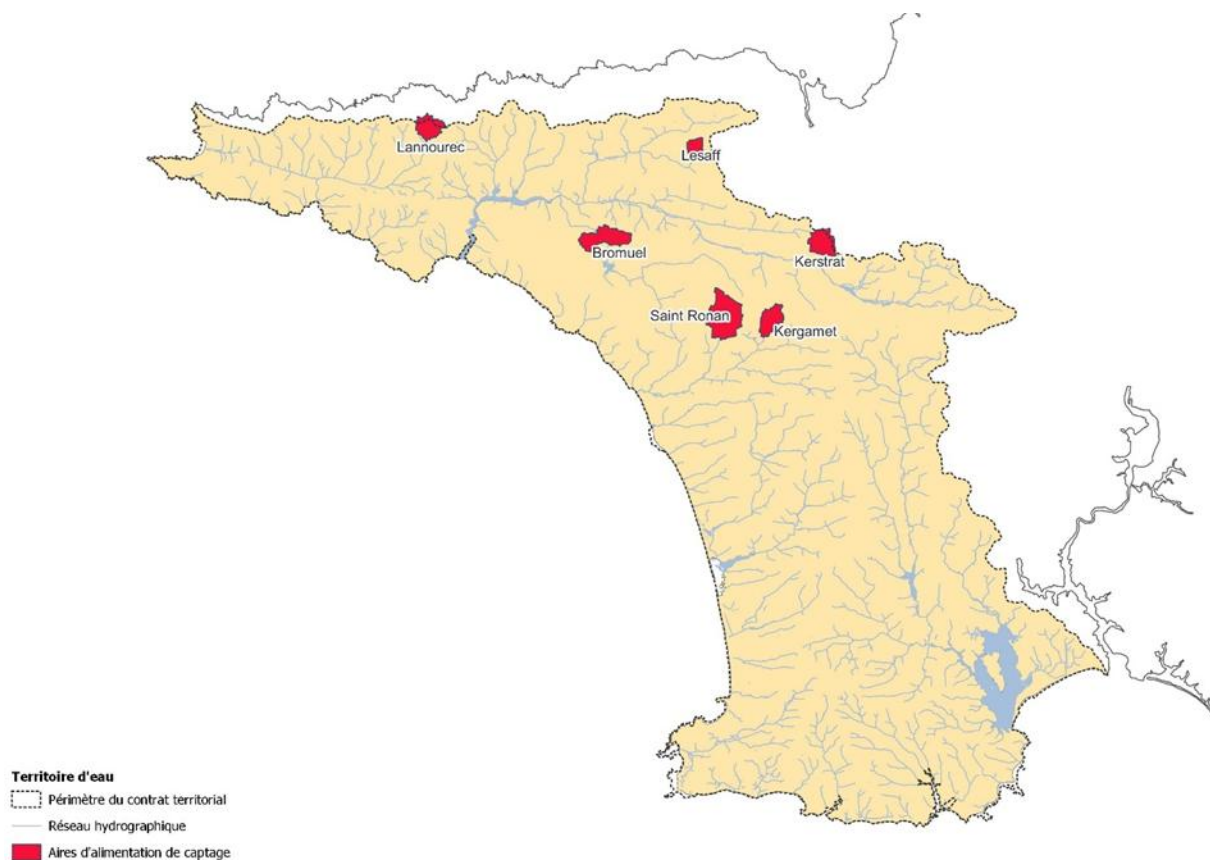 Lannourec
Lesaff
Bromuel
Kerstrat
Saint Ronan
Kergamet
Territoire d'eau
Périmètre du contrat territorial
Réseau hydrographique
Aires d'alimentation de captage